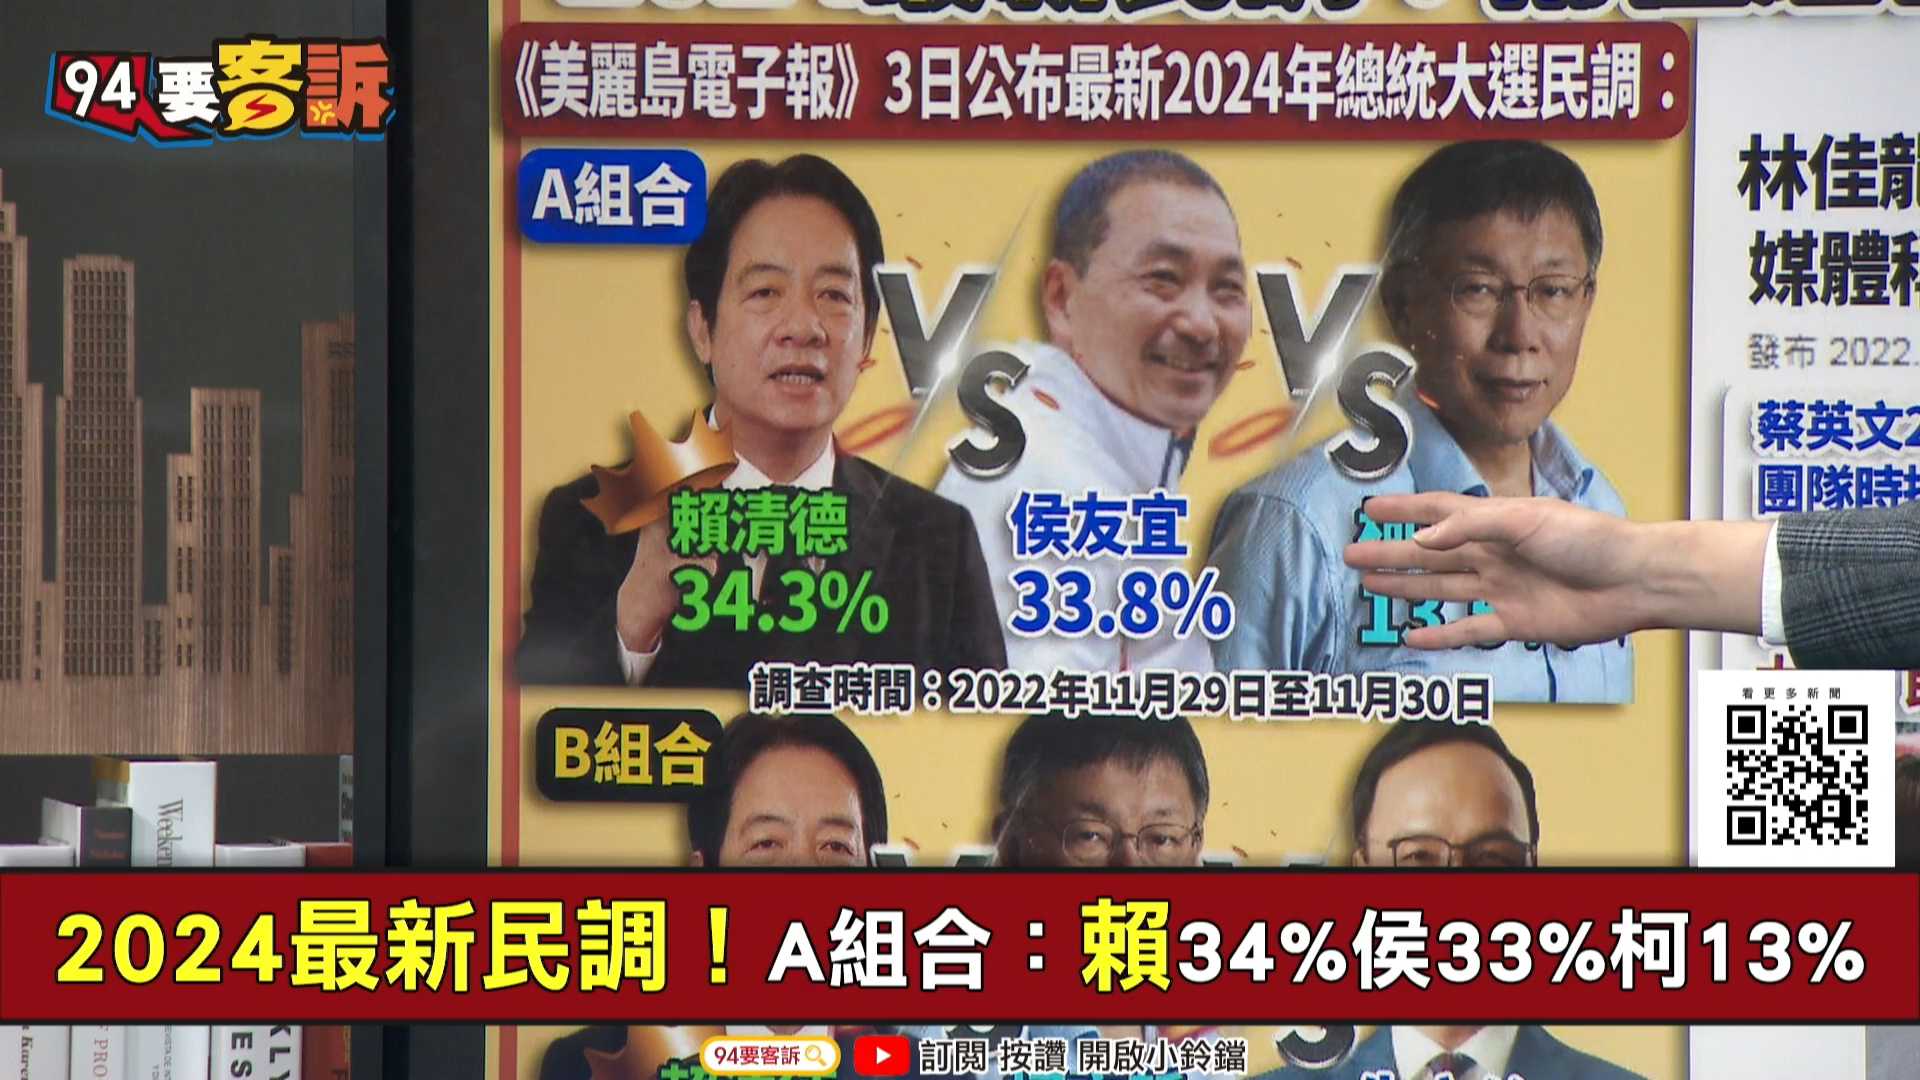 94要客訴
《美麗島電子報》3日公布最新2024年總統大選民調：
A組合
VS
VS
賴清德
34.3%
侯友宜
33.8%
調查時間：2022年11月29日至11月30日
B組合
林佳龍
媒體
發布 2022.
蔡英文2
團隊時
看更多新聞
2024最新民調！A組合：賴34%侯33%柯13%
94要客訴
訂閱 按讚 開啟小鈴鐺